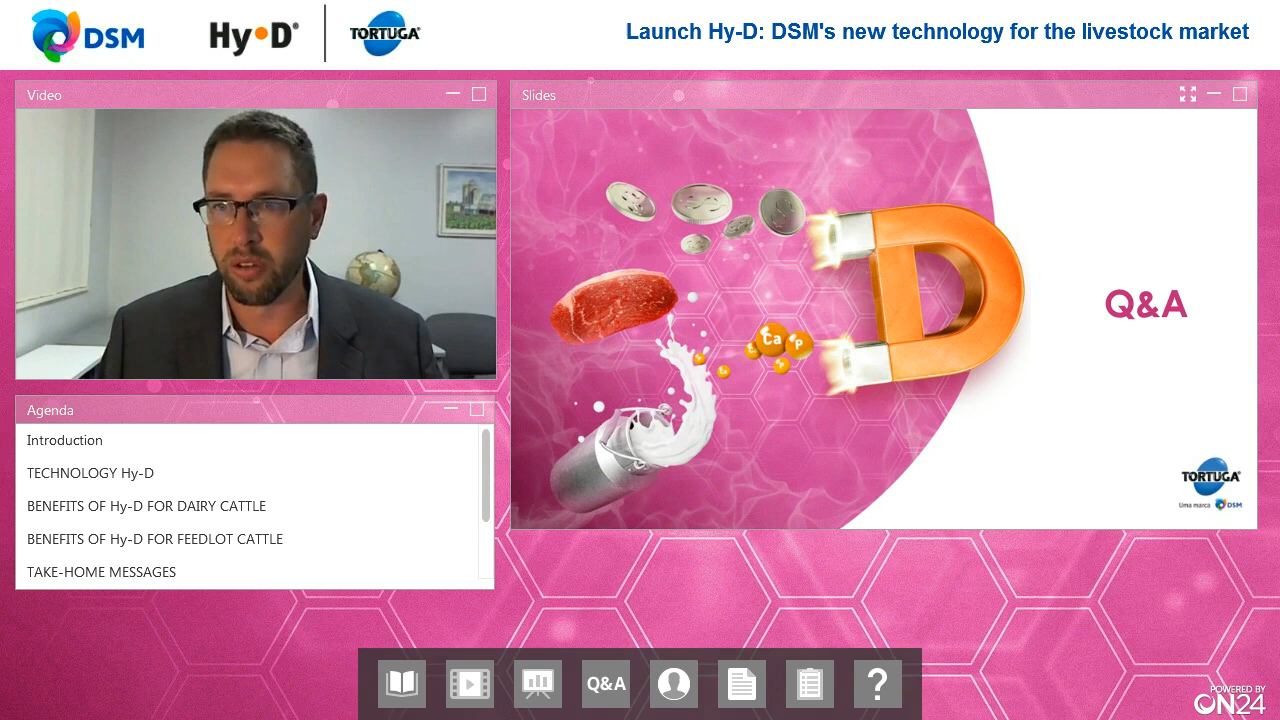 DSM
Hy•D®
TORTUGA
Launch Hy-D: DSM's new technology for the livestock market
Video
Slides
Ca
P
Q&A
TORTUGA
Uma marca DSM
Agenda
Introduction
TECHNOLOGY Hy-D
BENEFITS OF Hy-D FOR DAIRY CATTLE
BENEFITS OF Hy-D FOR FEEDLOT CATTLE
TAKE-HOME MESSAGES
Q&A
?
POWERED BY
ON24